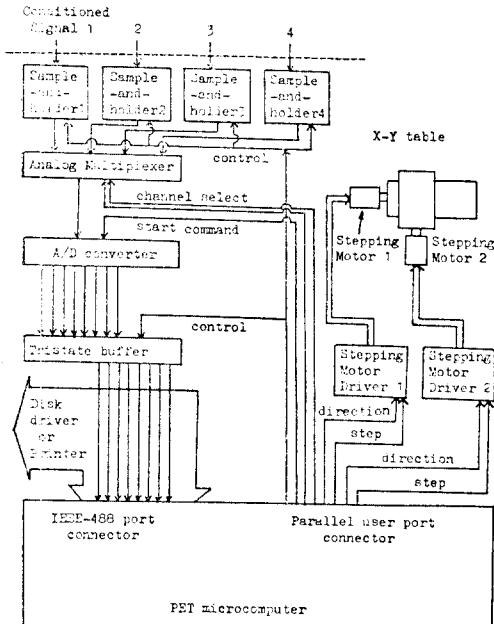 Conditioned
Signal 1
2
3
4
Sample
-and-
holder1
Sample
-and-
holder2
Sample
-and-
holder3
Sample
-and-
holder4
control
X-Y table
Analog Multiplexer
channel select
start command
Stepping
Motor 1
Stepping
Motor 2
A/D converter
control
Tristate buffer
Stepping
Motor
Driver 1
Stepping
Motor
Driver 2
Disk
driver
or
Printer
direction
step
direction
step
IEEE-488 port
connector
Parallel user port
connector
PET microcomputer